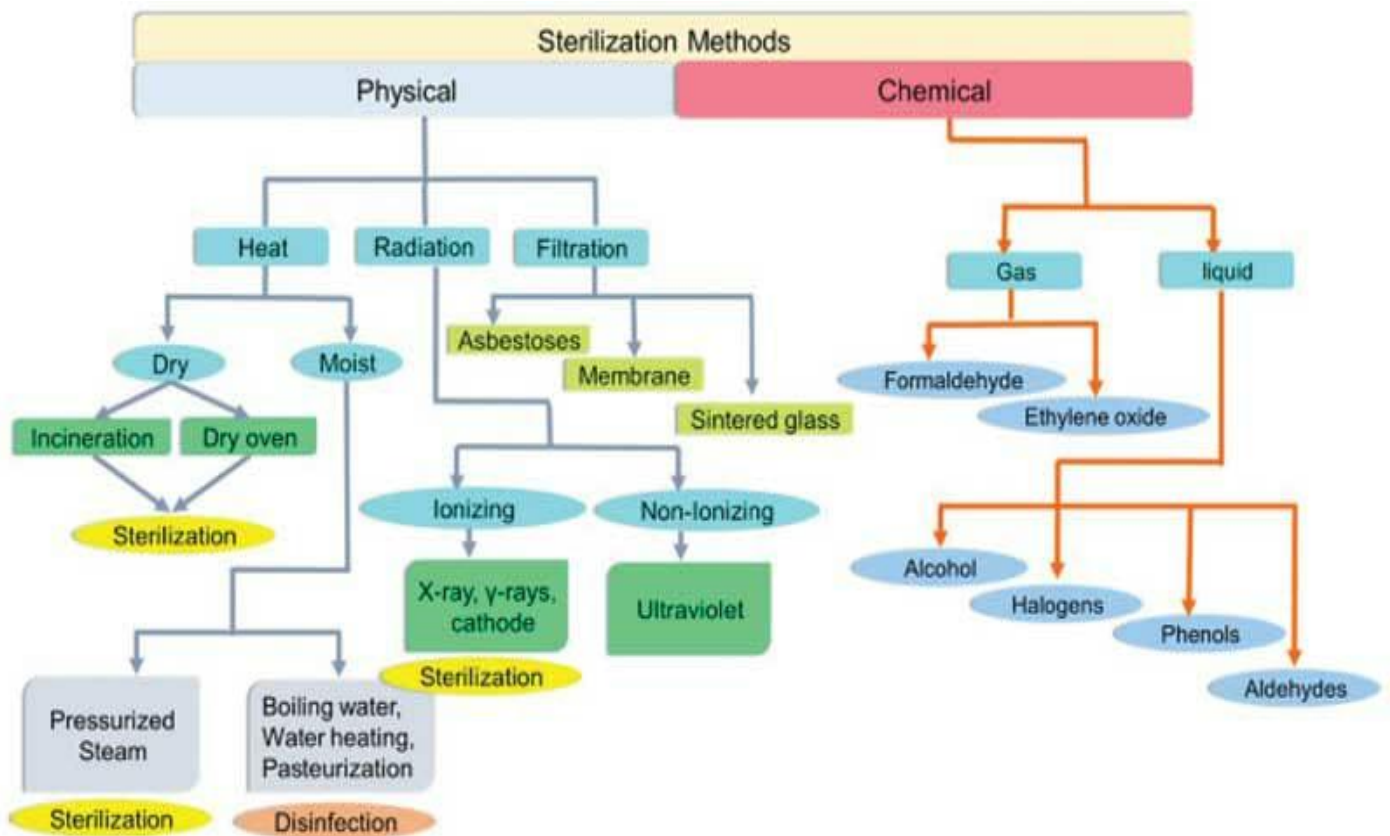 Sterilization Methods
Physical
Chemical
Heat
Radiation
Filtration
Gas
liquid
Dry
Moist
Asbestoses
Membrane
Sintered glass
Formaldehyde
Ethylene oxide
Incineration
Dry oven
Sterilization
Ionizing
Non-Ionizing
X-ray, γ-rays,
cathode
Sterilization
Ultraviolet
Alcohol
Halogens
Phenols
Aldehydes
Pressurized
Steam
Sterilization
Boiling water,
Water heating,
Pasteurization
Disinfection